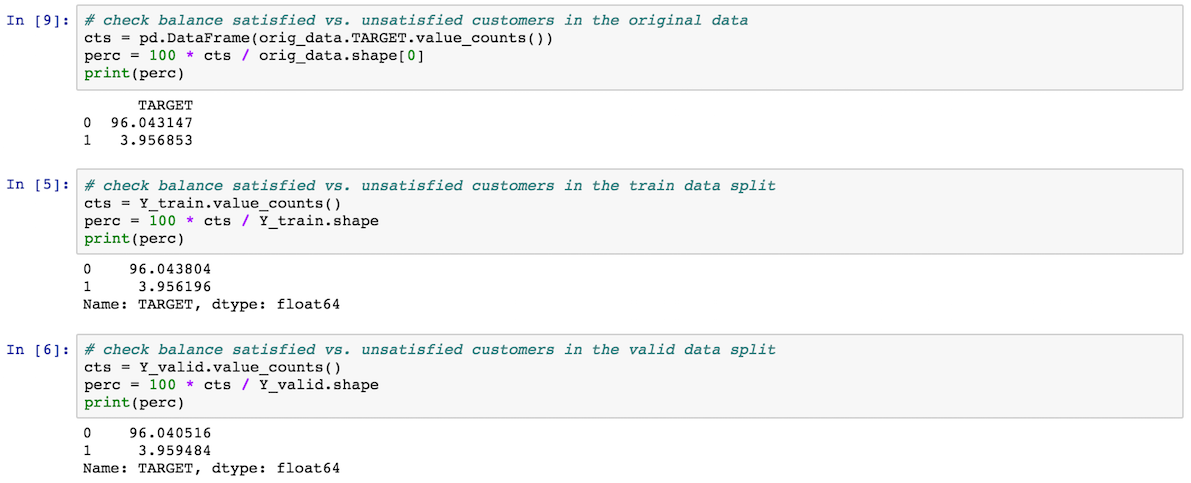 In [9]: # check balance satisfied vs. unsatisfied customers in the original data
cts = pd.DataFrame(orig_data.TARGET.value_counts())
perc = 100 * cts / orig_data.shape[0]
print(perc)
TARGET
0 96.043147
1 3.956853
In [5]: # check balance satisfied vs. unsatisfied customers in the train data split
cts = Y_train.value_counts()
perc = 100 * cts / Y_train.shape
print(perc)
0 96.043804
1 3.956196
Name: TARGET, dtype: float64
In [6]: # check balance satisfied vs. unsatisfied customers in the valid data split
cts = Y_valid.value_counts()
perc = 100 * cts / Y_valid.shape
print(perc)
0 96.040516
1 3.959484
Name: TARGET, dtype: float64